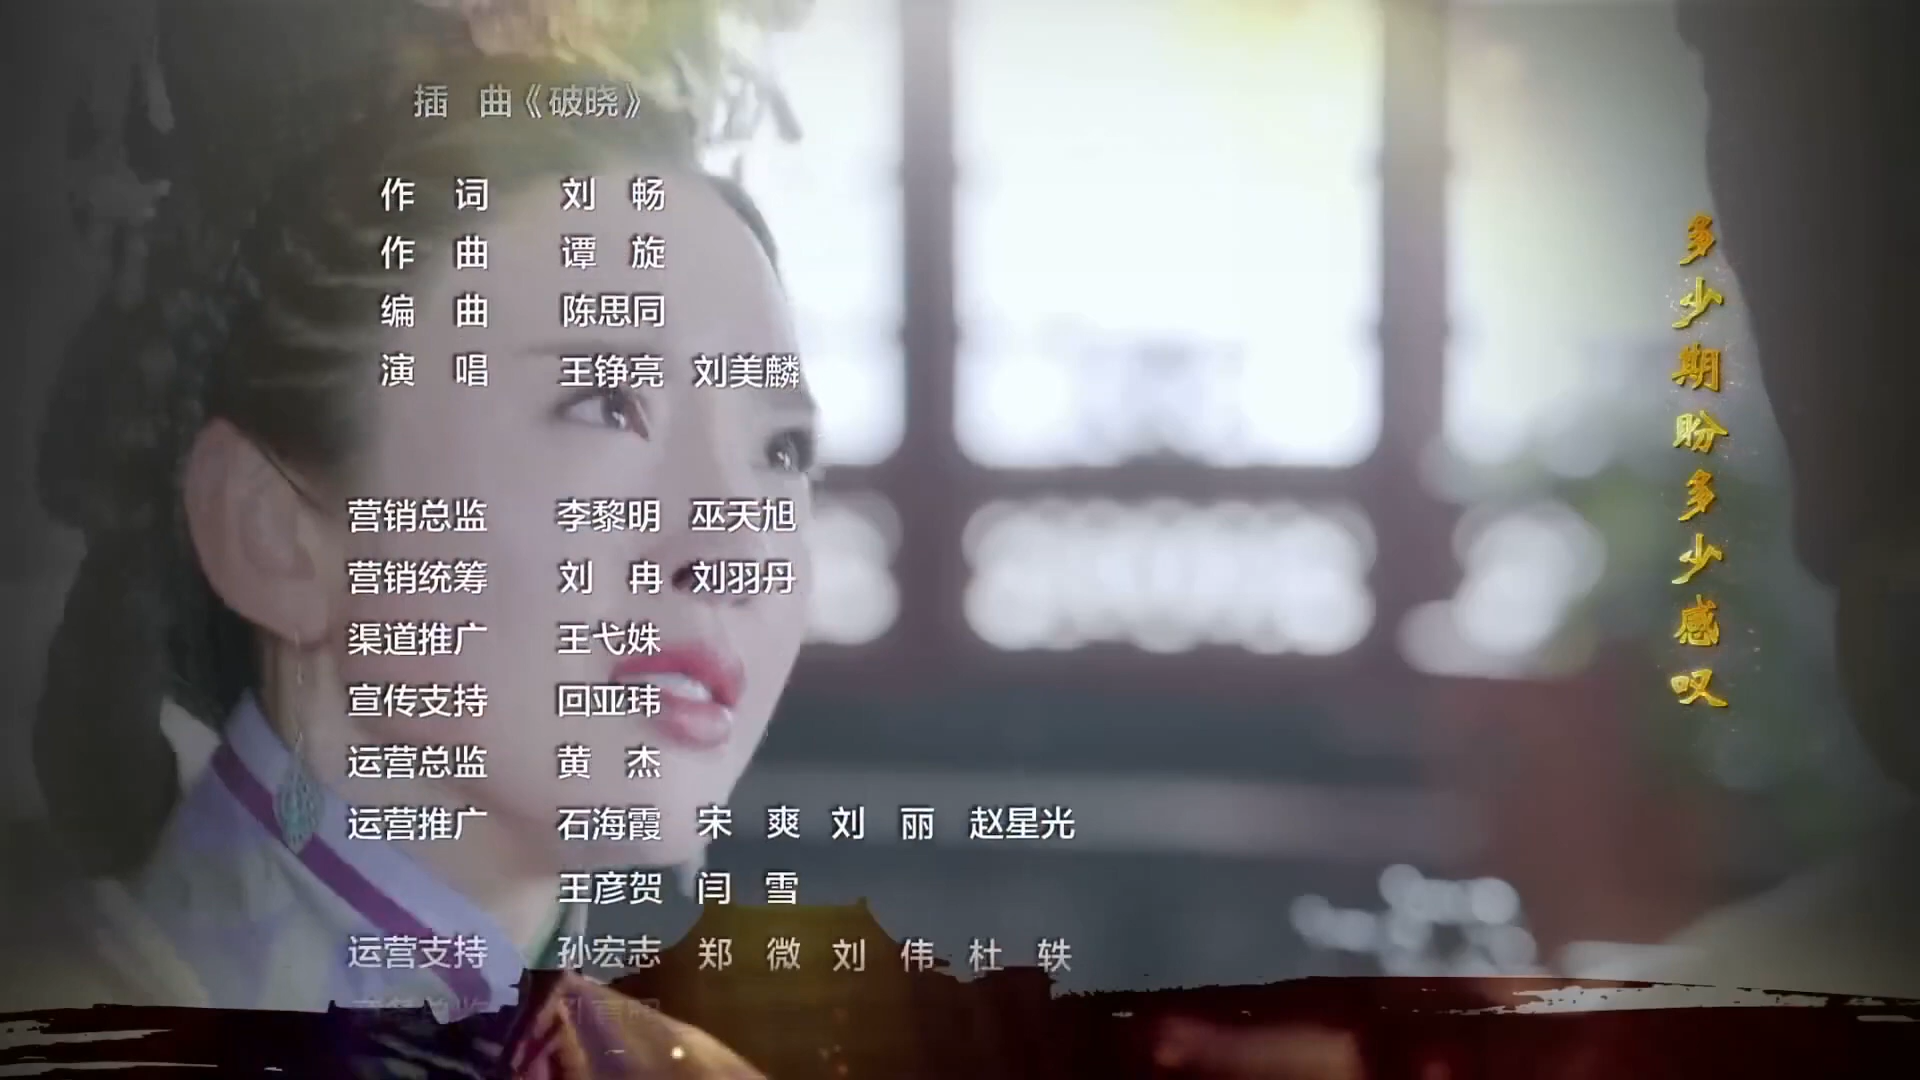 插 曲《破晓》
作 词 刘 畅
作 曲 谭 旋
编 曲 陈思同
演 唱 王铮亮 刘美麟
营销总监 李黎明 巫天旭
营销统筹 刘 冉 刘羽丹
渠道推广 王弋姝
宣传支持 回亚玮
运营总监 黄 杰
运营推广 石海霞 宋 爽 刘 丽 赵星光
王彦贺 闫 雪
运营支持 孙宏志 郑 微 刘 伟 杜 轶
多少期盼多少感叹